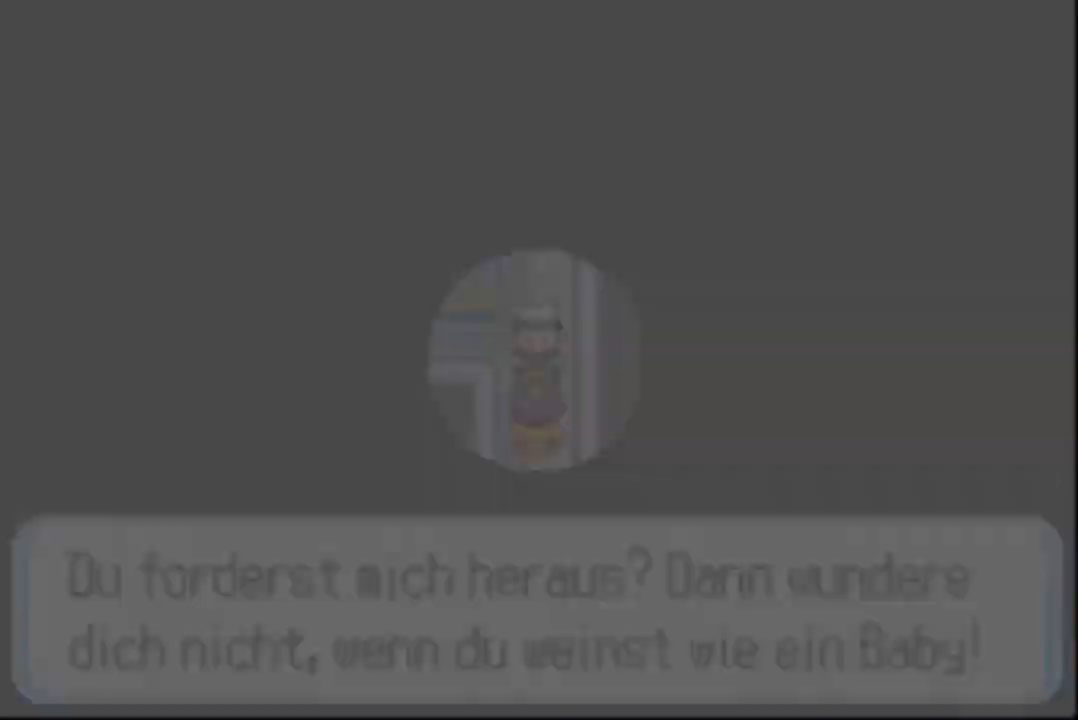 Du forderst mich heraus? Dann wundere
dich nicht, wenn du weinst wie ein Baby!